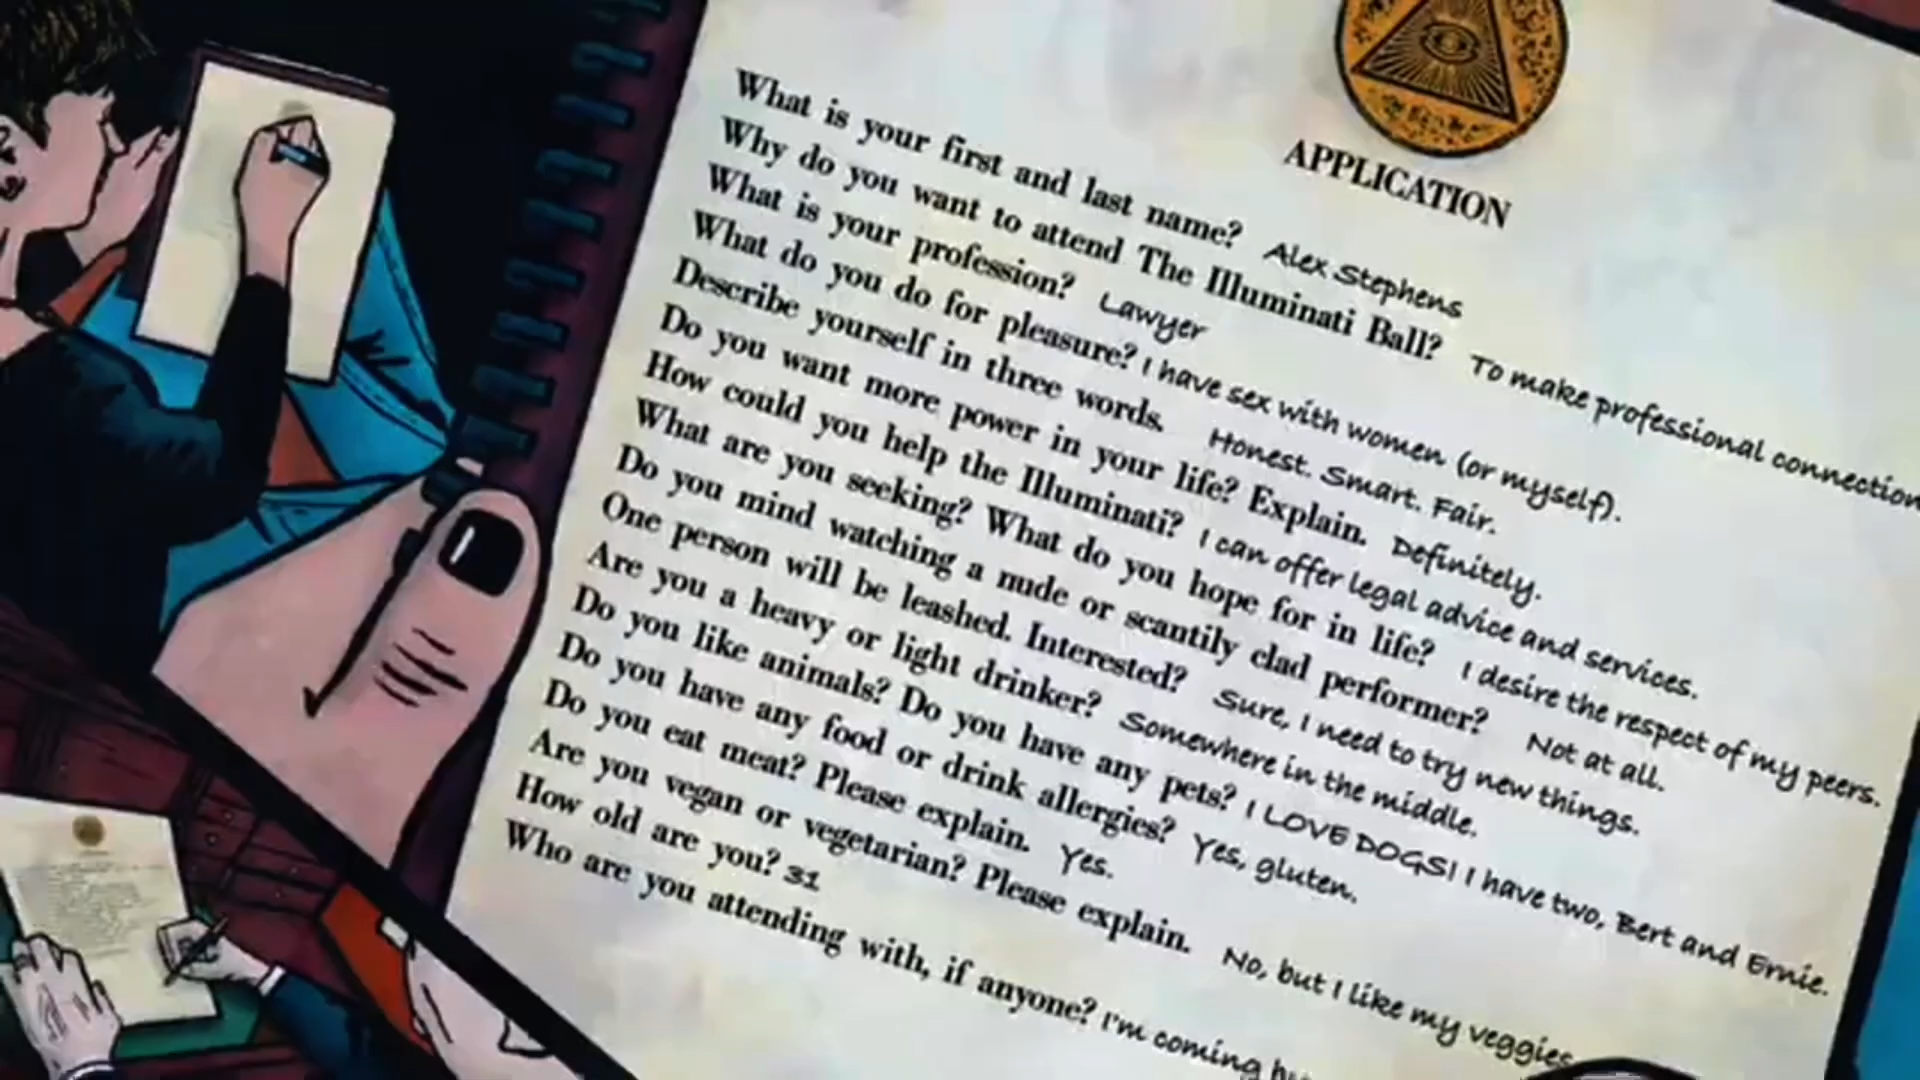 APPLICATION
What is your first and last name? Alex Stephens
Why do you want to attend The Illuminati Ball? To make professional connection
What is your profession? Lawyer
What do you do for pleasure? I have sex with women (or myself).
Describe yourself in three words. Honest. Smart. Fair.
Do you want more power in your life? Explain. Definitely.
How could you help the Illuminati? I can offer legal advice and services.
What are you seeking? What do you hope for in life? I desire the respect of my peers.
Do you mind watching a nude or scantily clad performer? Not at all.
One person will be leashed. Interested? Sure, I need to try new things.
Are you a heavy or light drinker? Somewhere in the middle.
Do you like animals? Do you have any pets? I LOVE DOGS! I have two, Bert and Ernie.
Do you have any food or drink allergies? Yes, gluten.
Do you eat meat? Please explain. Yes.
Are you vegan or vegetarian? Please explain. No, but I like my veggies
How old are you? 31
Who are you attending with, if anyone? I'm coming